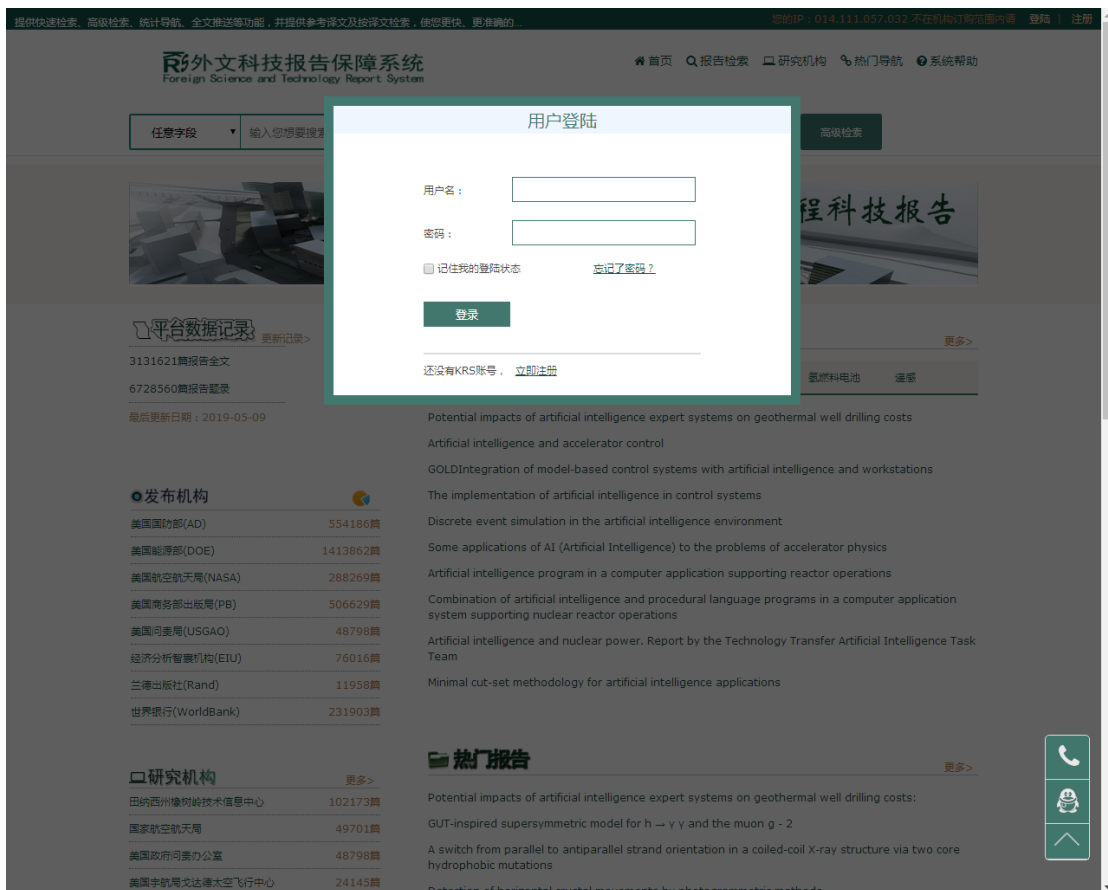 提供快速检索、高级检索、统计导航、全文推送等功能，并提供参考译文及按译文检索，使您更快、更准确的...
您的IP：014.111.057.032 不在机构订购范围内请 登陆 | 注册
外文科技报告保障系统
Foreign Science and Technology Report System
首页 报告检索 研究机构 热门导航 系统帮助
任意字段 输入您想要搜索
高级检索
用户登陆
用户名：
密码：
记住我的登陆状态 忘记了密码？
登录
还没有KRS账号， 立即注册
程科技报告
平台数据记录 更新记录>
3131621篇报告全文
6728560篇报告题录
最后更新日期：2019-05-09
发布机构
美国国防部(AD) 554186篇
美国能源部(DOE) 1413862篇
美国航空航天局(NASA) 288269篇
美国商务部出版局(PB) 506629篇
美国问责局(USGAO) 48798篇
经济分析智囊机构(EIU) 76016篇
兰德出版社(Rand) 11958篇
世界银行(WorldBank) 231903篇
研究机构 更多>
田纳西州橡树岭技术信息中心 102173篇
国家航空航天局 49701篇
美国政府问责办公室 48798篇
美国宇航局戈达德太空飞行中心 24145篇
更多>
氢燃料电池 遥感
Potential impacts of artificial intelligence expert systems on geothermal well drilling costs
Artificial intelligence and accelerator control
GOLDIntegration of model-based control systems with artificial intelligence and workstations
The implementation of artificial intelligence in control systems
Discrete event simulation in the artificial intelligence environment
Some applications of AI (Artificial Intelligence) to the problems of accelerator physics
Artificial intelligence program in a computer application supporting reactor operations
Combination of artificial intelligence and procedural language programs in a computer application
system supporting nuclear reactor operations
Artificial intelligence and nuclear power. Report by the Technology Transfer Artificial Intelligence Task
Team
Minimal cut-set methodology for artificial intelligence applications
热门报告 更多>
Potential impacts of artificial intelligence expert systems on geothermal well drilling costs:
GUT-inspired supersymmetric model for h → γ γ and the muon g - 2
A switch from parallel to antiparallel strand orientation in a coiled-coil X-ray structure via two core
hydrophobic mutations